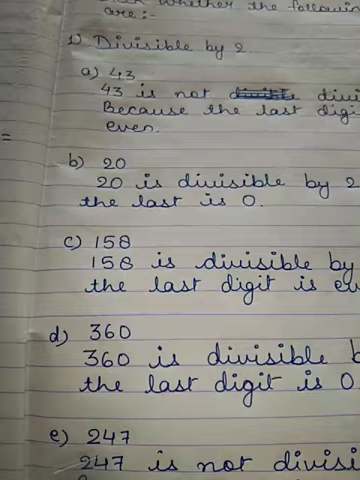 whether the followin
are:-
1) Divisible by 2
a) 43
43 is not divi
Because the last digi
even.
=
b) 20
20 is divisible by 2
the last is 0.
c) 158
158 is divisible by
the last digit is ev
d) 360
360 is divisible b
the last digit is 0
e) 247
247 is not divisi